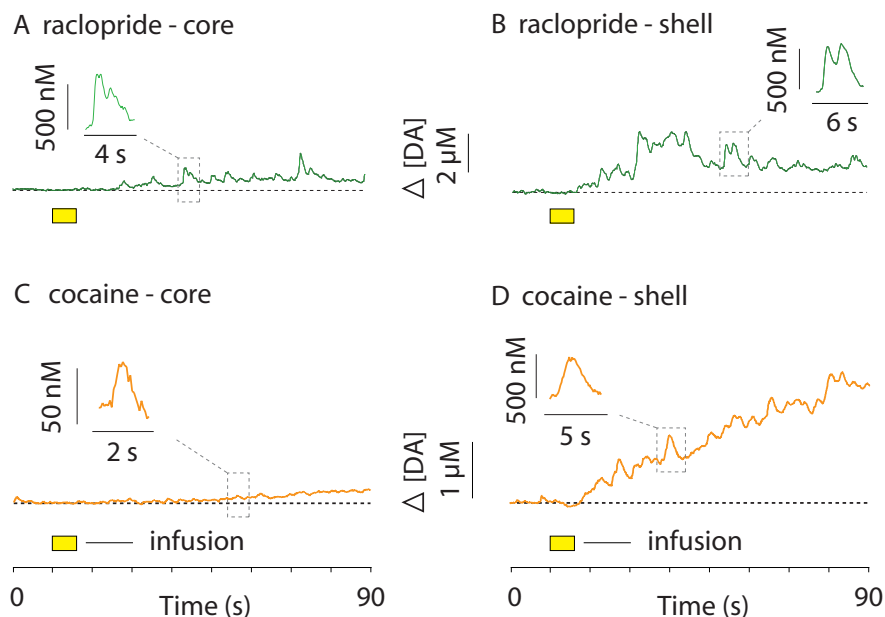 A raclopride - core
500 nM
4 s
B raclopride - shell
500 nM
6 s
Δ [DA]
2 μM
C cocaine - core
50 nM
2 s
D cocaine - shell
500 nM
5 s
Δ [DA]
1 μM
infusion
infusion
0
Time (s)
90
0
Time (s)
90